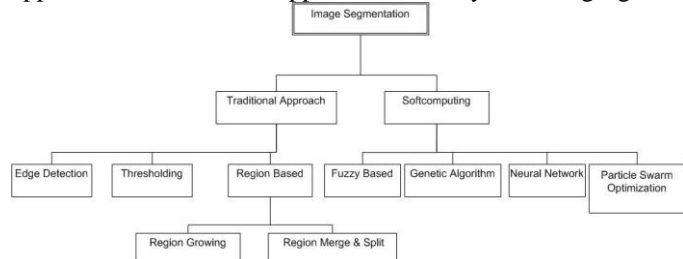 Image Segmentation
Traditional Approach
Softcomputing
Edge Detection
Thresholding
Region Based
Fuzzy Based
Genetic Algorithm
Neural Network
Particle Swarm
Optimization
Region Growing
Region Merge & Split